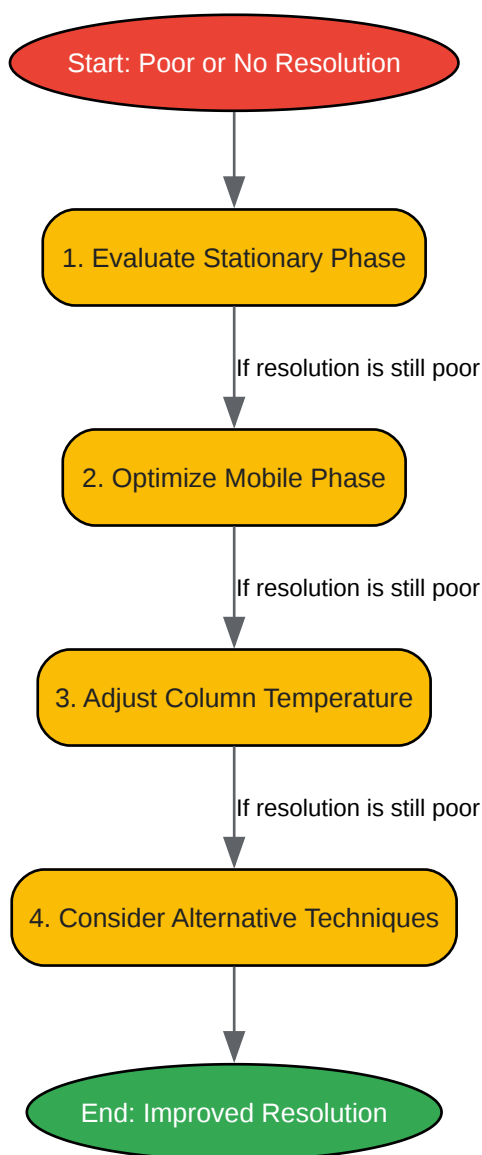 Start: Poor or No Resolution
1. Evaluate Stationary Phase
If resolution is still poor
2. Optimize Mobile Phase
If resolution is still poor
3. Adjust Column Temperature
If resolution is still poor
4. Consider Alternative Techniques
End: Improved Resolution